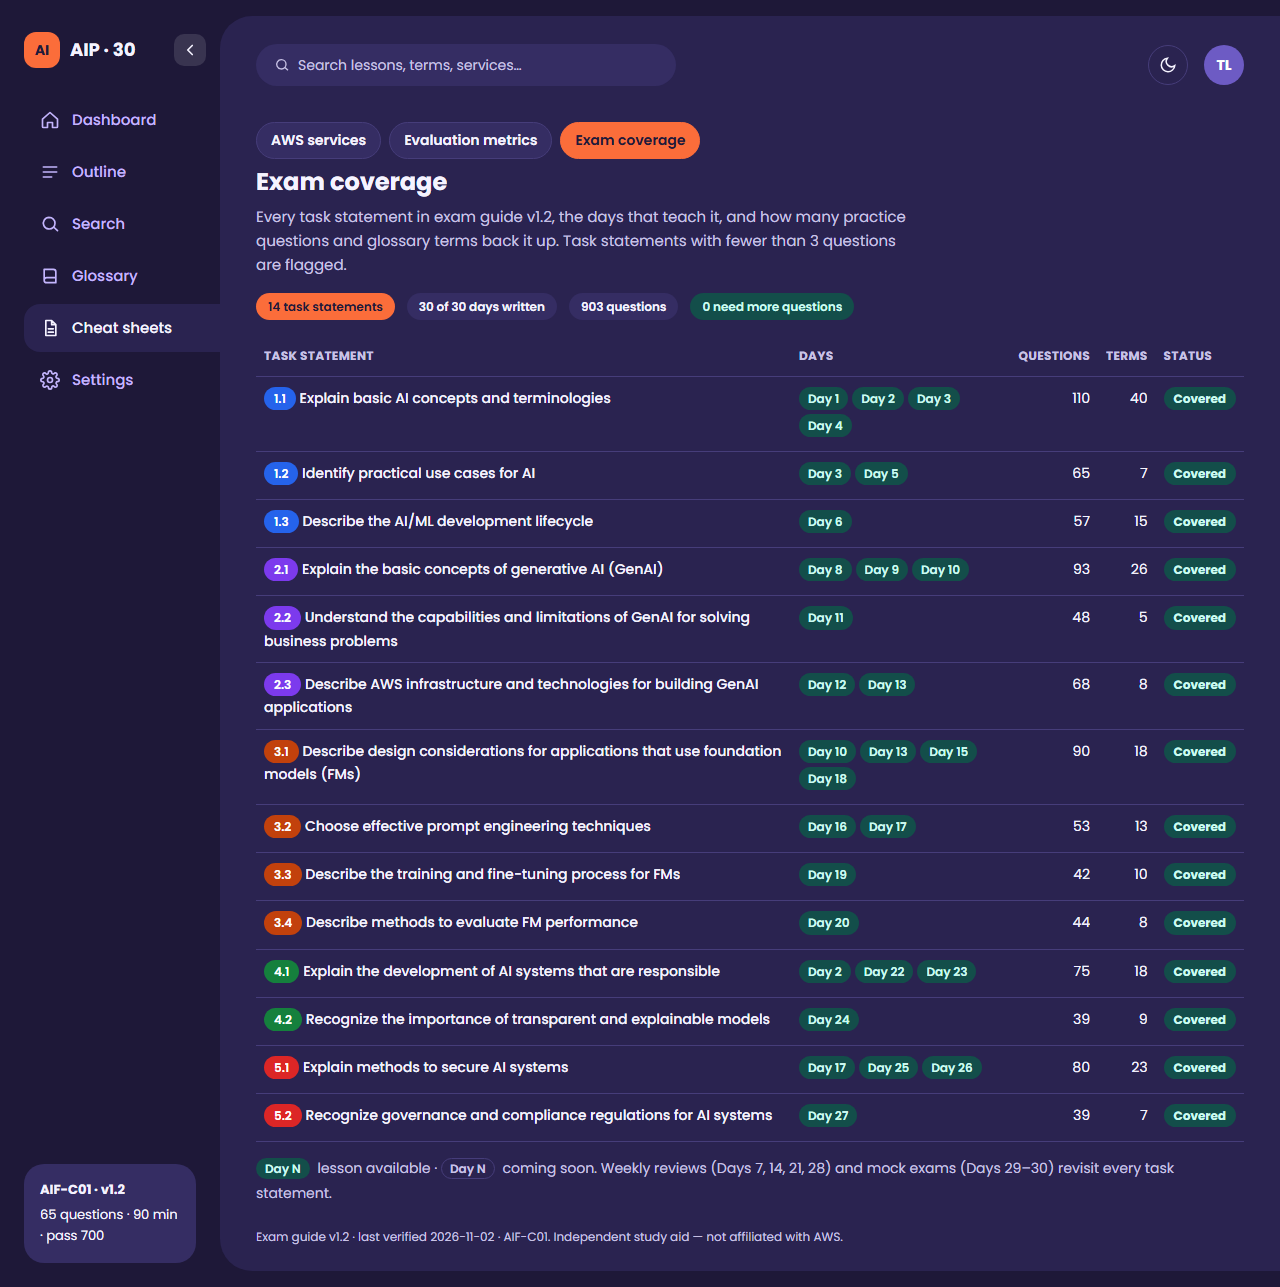 AI AIP · 30
Search lessons, terms, services…
TL
Dashboard
Outline
Search
Glossary
Cheat sheets
Settings
AWS services Evaluation metrics Exam coverage
Exam coverage
Every task statement in exam guide v1.2, the days that teach it, and how many practice
questions and glossary terms back it up. Task statements with fewer than 3 questions
are flagged.
14 task statements 30 of 30 days written 903 questions 0 need more questions
TASK STATEMENT DAYS QUESTIONS TERMS STATUS
1.1 Explain basic AI concepts and terminologies Day 1 Day 2 Day 3 110 40 Covered
Day 4
1.2 Identify practical use cases for AI Day 3 Day 5 65 7 Covered
1.3 Describe the AI/ML development lifecycle Day 6 57 15 Covered
2.1 Explain the basic concepts of generative AI (GenAI) Day 8 Day 9 Day 10 93 26 Covered
2.2 Understand the capabilities and limitations of GenAI for solving Day 11 48 5 Covered
business problems
2.3 Describe AWS infrastructure and technologies for building GenAI Day 12 Day 13 68 8 Covered
applications
3.1 Describe design considerations for applications that use foundation Day 10 Day 13 Day 15 90 18 Covered
models (FMs) Day 18
3.2 Choose effective prompt engineering techniques Day 16 Day 17 53 13 Covered
3.3 Describe the training and fine-tuning process for FMs Day 19 42 10 Covered
3.4 Describe methods to evaluate FM performance Day 20 44 8 Covered
4.1 Explain the development of AI systems that are responsible Day 2 Day 22 Day 23 75 18 Covered
4.2 Recognize the importance of transparent and explainable models Day 24 39 9 Covered
5.1 Explain methods to secure AI systems Day 17 Day 25 Day 26 80 23 Covered
5.2 Recognize governance and compliance regulations for AI systems Day 27 39 7 Covered
Day N lesson available · Day N coming soon. Weekly reviews (Days 7, 14, 21, 28) and mock exams (Days 29–30) revisit every task
statement.
Exam guide v1.2 · last verified 2026-11-02 · AIF-C01. Independent study aid — not affiliated with AWS.
AIF-C01 · v1.2
65 questions · 90 min
· pass 700